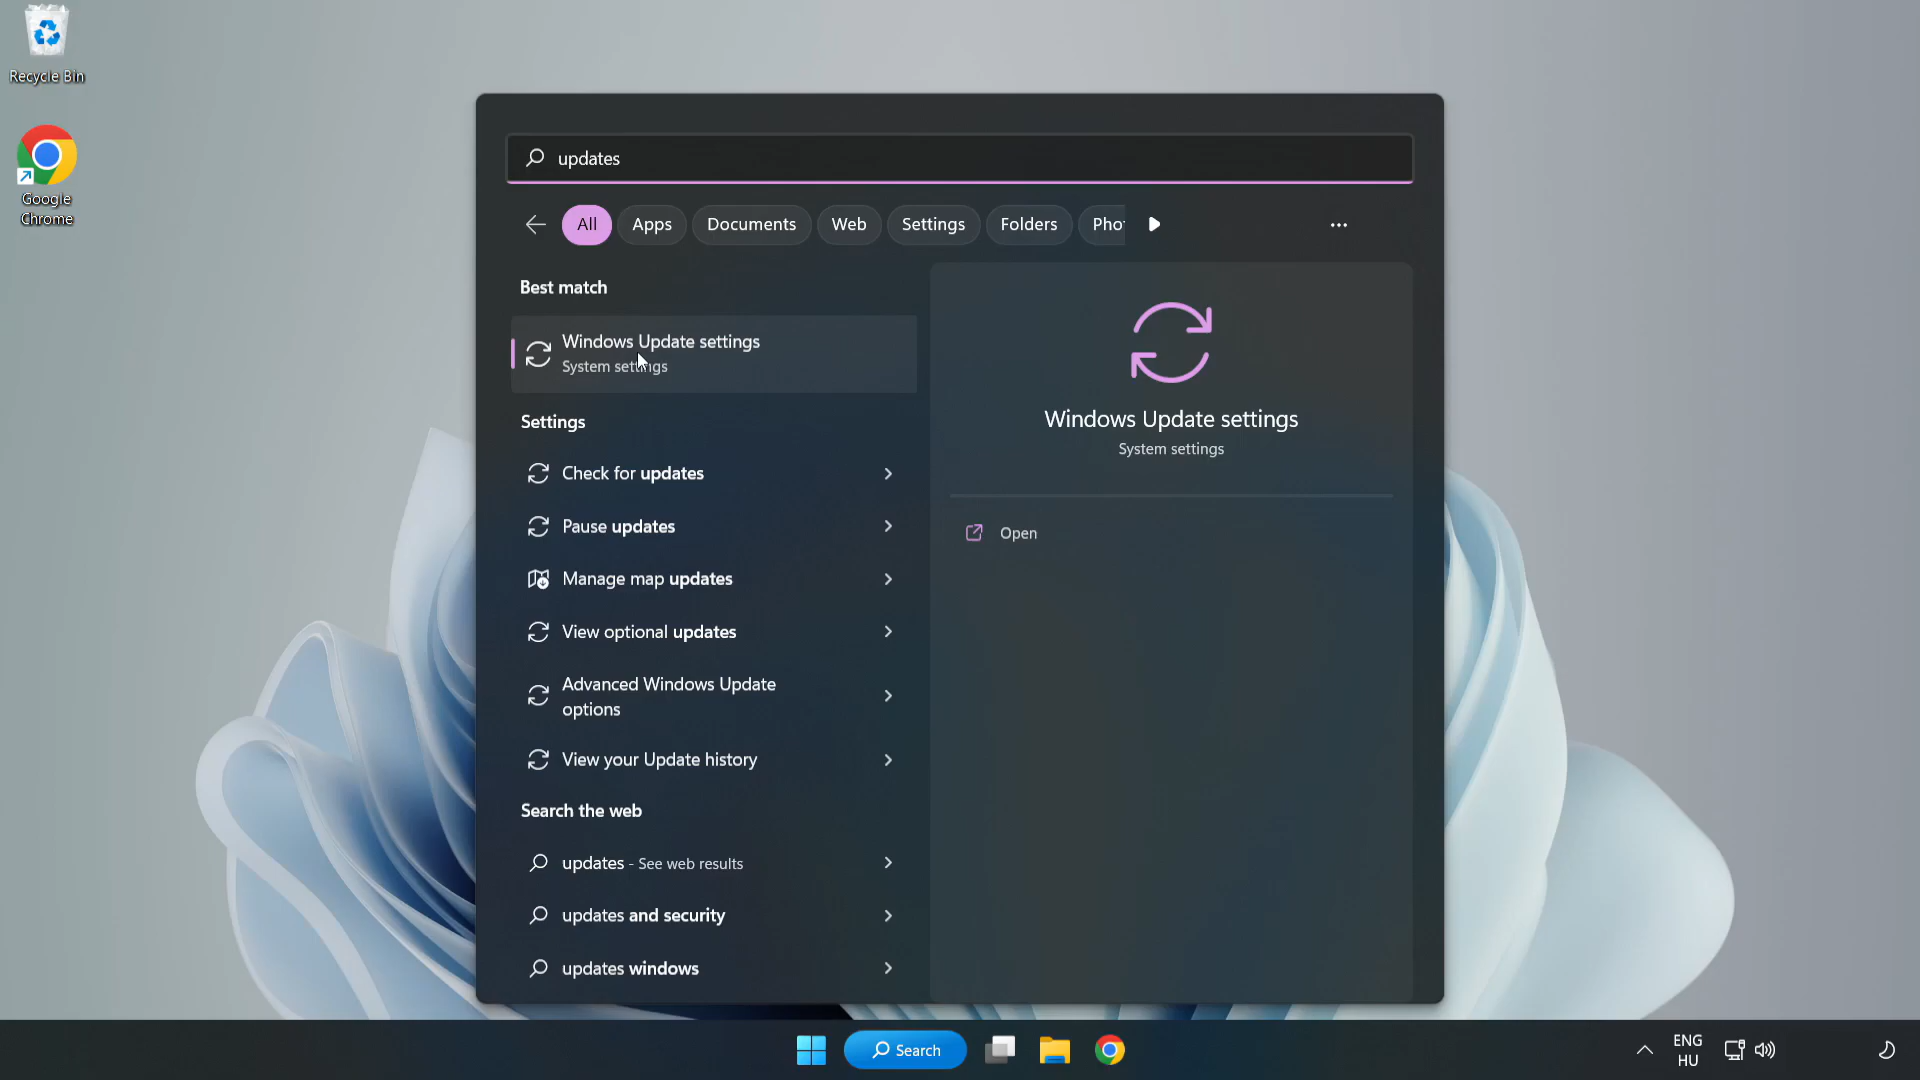 Recycle Bin
Google
Chrome
updates
All
Apps
Documents
Web
Settings
Folders
Pho
Best match
Windows Update settings
System settings
Settings
Check for updates
Pause updates
Manage map updates
View optional updates
Advanced Windows Update
options
View your Update history
Search the web
updates - See web results
updates and security
updates windows
Windows Update settings
System settings
Open
Search
ENG
HU